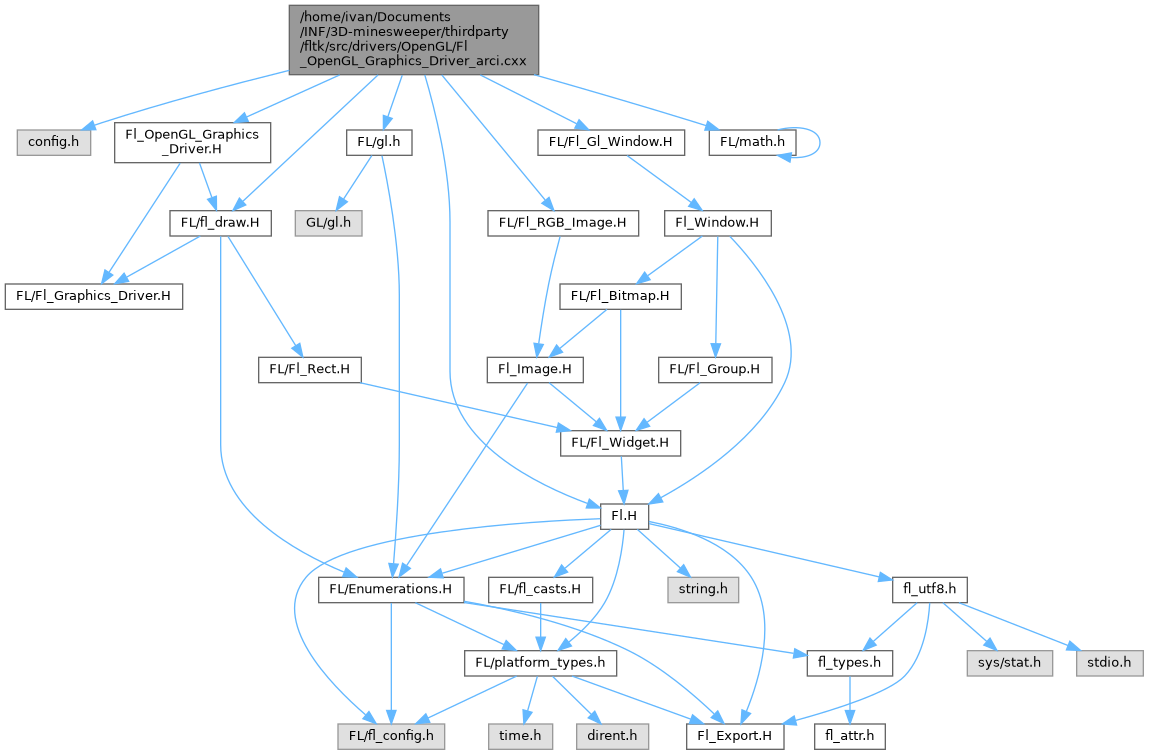 /home/ivan/Documents
/INF/3D-minesweeper/thirdparty
/fltk/src/drivers/OpenGL/Fl
_OpenGL_Graphics_Driver_arci.cxx
config.h
Fl_OpenGL_Graphics
_Driver.H
FL/gl.h
FL/Fl_Gl_Window.H
FL/math.h
FL/fl_draw.H
GL/gl.h
FL/Fl_RGB_Image.H
Fl_Window.H
FL/Fl_Graphics_Driver.H
FL/Fl_Bitmap.H
FL/Fl_Rect.H
Fl_Image.H
FL/Fl_Group.H
FL/Fl_Widget.H
Fl.H
FL/Enumerations.H
FL/fl_casts.H
string.h
fl_utf8.h
FL/platform_types.h
fl_types.h
sys/stat.h
stdio.h
FL/fl_config.h
time.h
dirent.h
Fl_Export.H
fl_attr.h